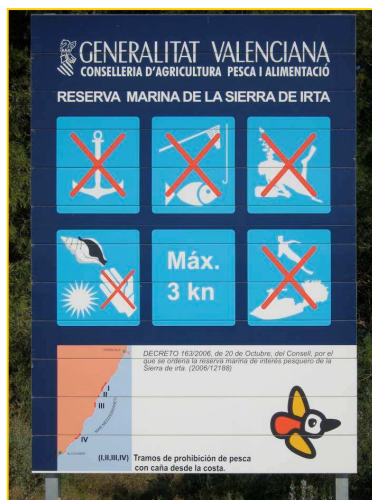 GENERALITAT VALENCIANA
CONSELLERIA D'AGRICULTURA PESCA I ALIMENTACIÓ
RESERVA MARINA DE LA SIERRA DE IRTA
Máx.
3 kn
DECRETO 163/2006, de 20 de Octubre, del Consell, por el
que se ordena la reserva marina de interés pesquero de la
Sierra de irta. (2006/12188)
I
II
III
IV
(I,II,III,IV) Tramos de prohibición de pesca
con caña desde la costa.